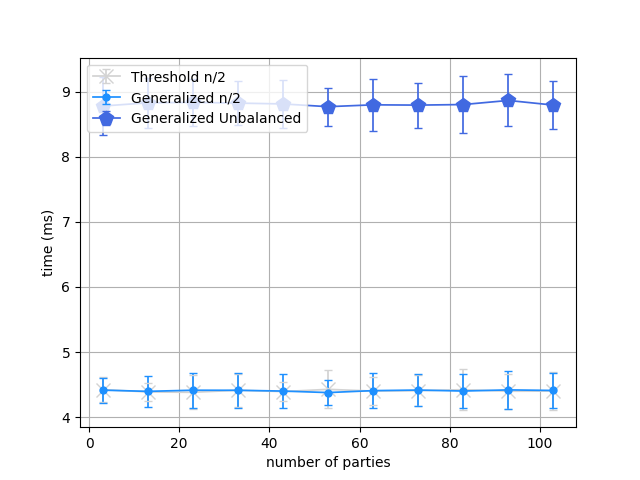 Threshold n/2
Generalized n/2
Generalized Unbalanced
9
8
7
6
5
4
time (ms)
0 20 40 60 80 100
number of parties